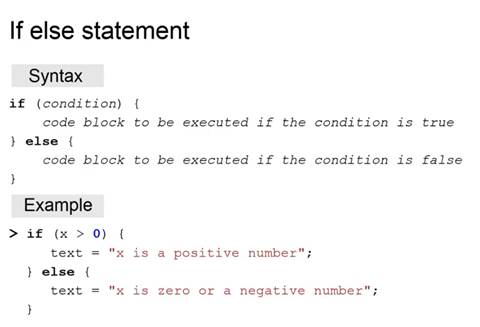 If else statement
Syntax
if (condition) {
    code block to be executed if the condition is true
} else {
    code block to be executed if the condition is false
}
Example
> if (x > 0) {
    text = "x is a positive number";
  } else {
    text = "x is zero or a negative number";
  }